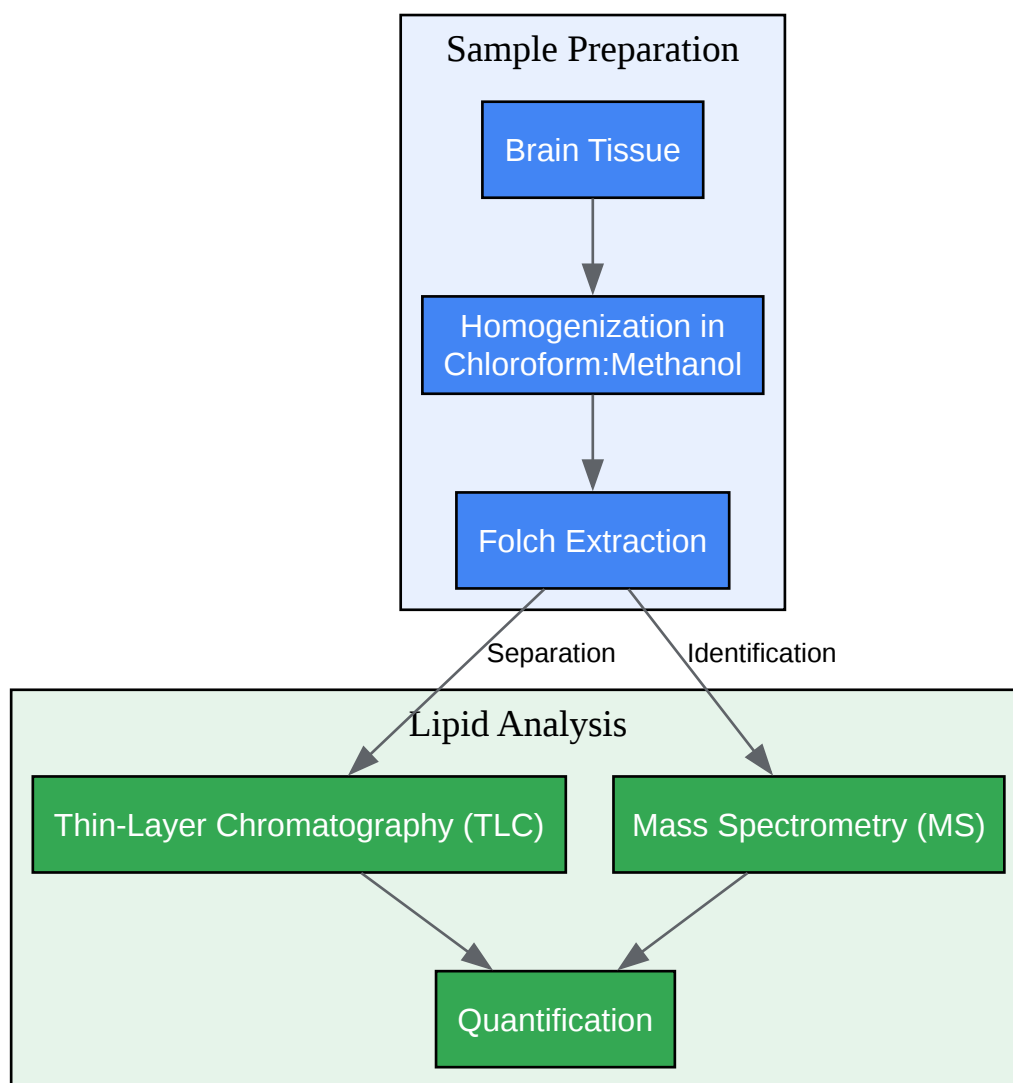 Sample Preparation
Brain Tissue
Homogenization in
Chloroform:Methanol
Folch Extraction
Separation
Identification
Lipid Analysis
Thin-Layer Chromatography (TLC)
Mass Spectrometry (MS)
Quantification